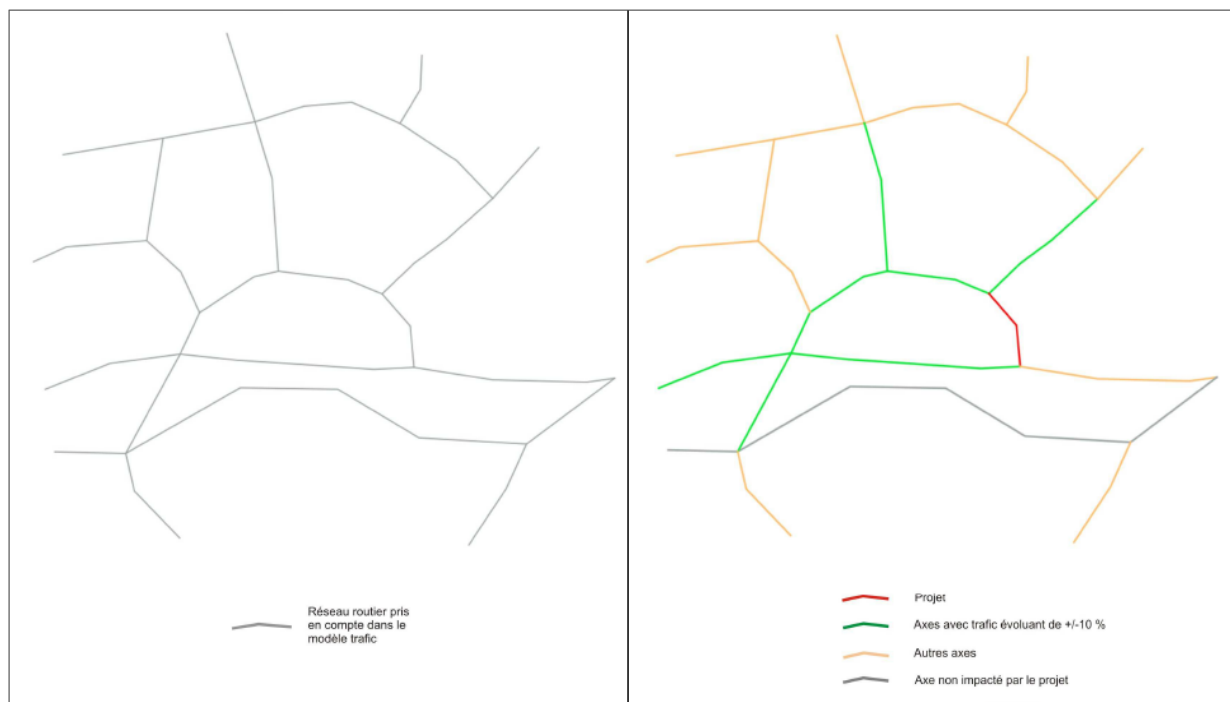 Réseau routier pris
en compte dans le
modèle trafic
Projet
Axes avec trafic évoluant de +/-10 %
Autres axes
Axe non impacté par le projet